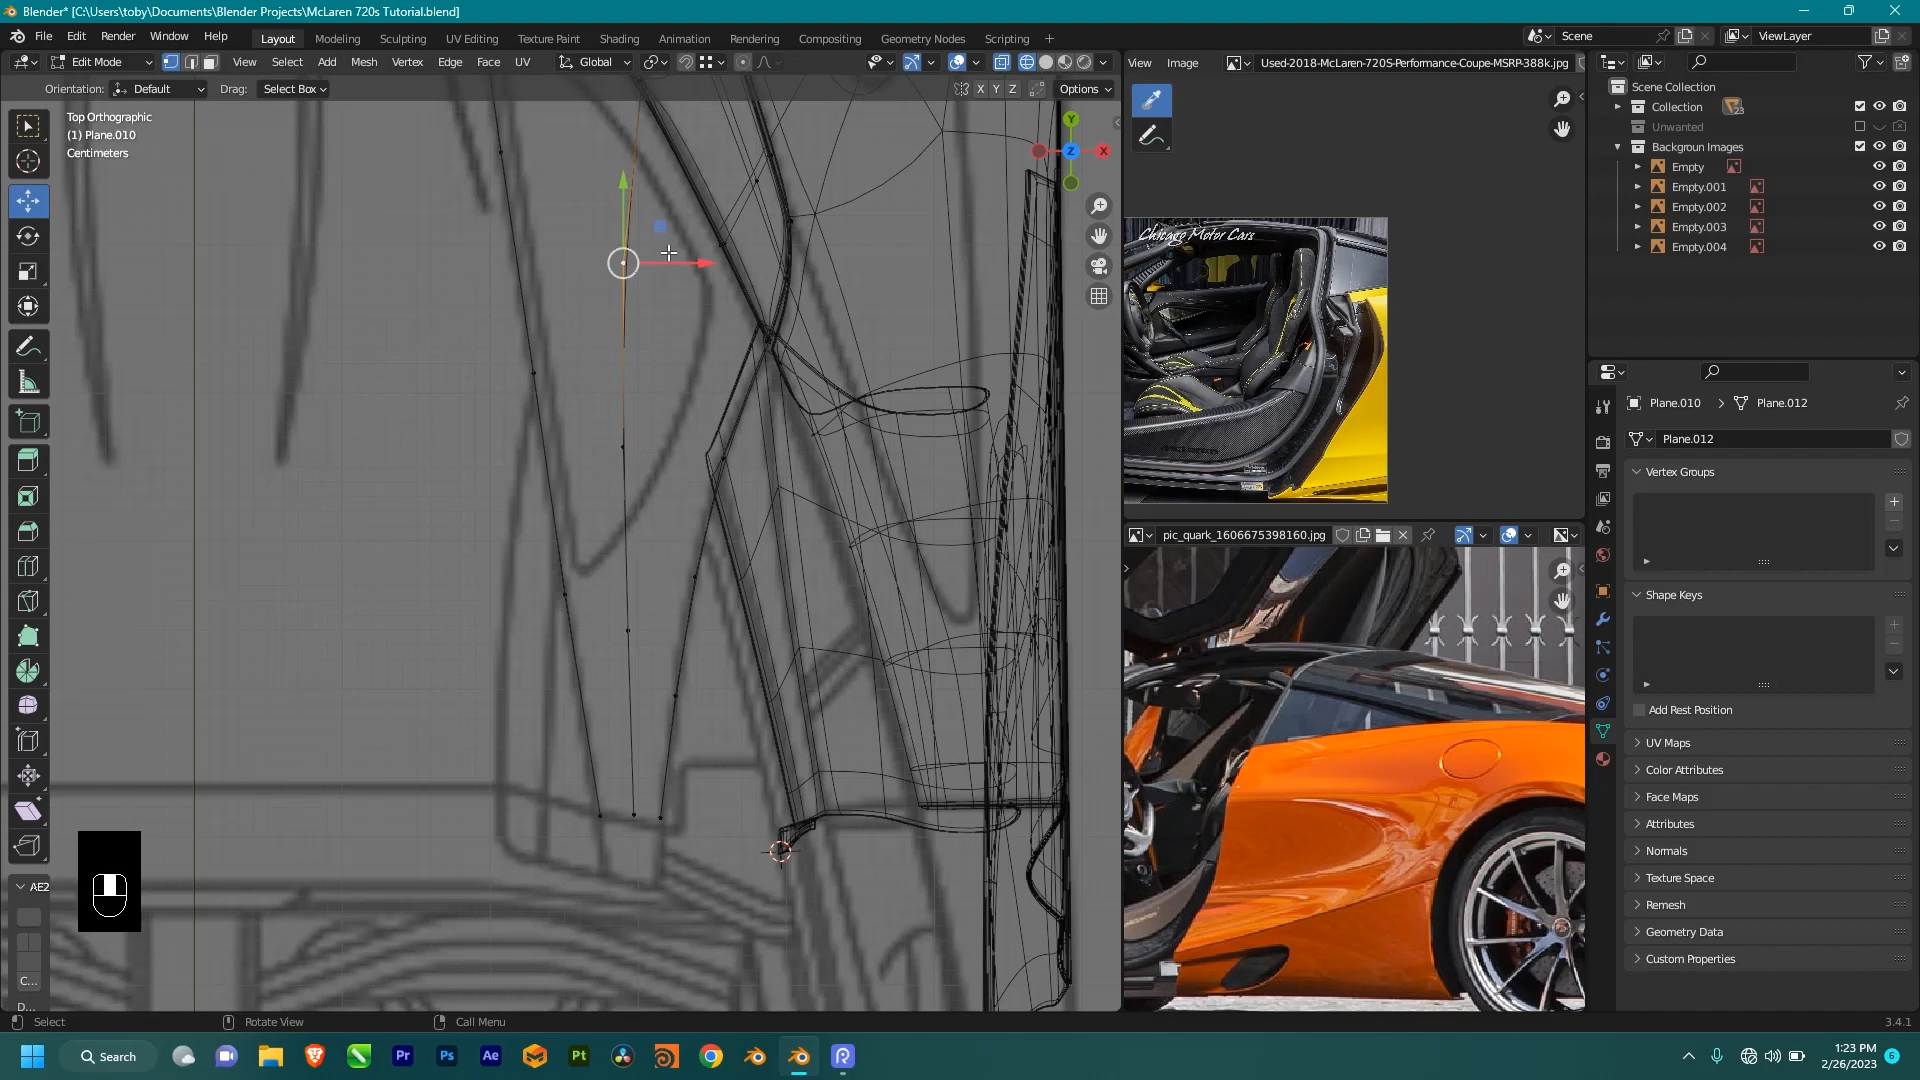 Blender* [C:\Users\toby\Documents\Blender Projects\McLaren 720s Tutorial.blend]
File Edit Render Window Help
Layout Modeling Sculpting UV Editing Texture Paint Shading Animation Rendering Compositing Geometry Nodes Scripting
Scene
ViewLayer
Edit Mode
View Select Add Mesh Vertex Edge Face UV
Global
Orientation: Default Drag: Select Box
X Y Z Options
Top Orthographic
(1) Plane.010
Centimeters
Y
X
Z
View Image Used-2018-McLaren-720S-Performance-Coupe-MSRP-388k.jpg
Chicago Motor Cars
pic_quark_1606675398160.jpg
Scene Collection
Collection 23
Unwanted
Backgroun Images
Empty
Empty.001
Empty.002
Empty.003
Empty.004
Plane.010 Plane.012
Plane.012
Vertex Groups
Shape Keys
Add Rest Position
UV Maps
Color Attributes
Face Maps
Attributes
Normals
Texture Space
Remesh
Geometry Data
Custom Properties
AE2
C...
D...
Select Rotate View Call Menu
3.4.1
Search
Pr
Ps
Ae
Pt
1:23 PM
2/26/2023
6